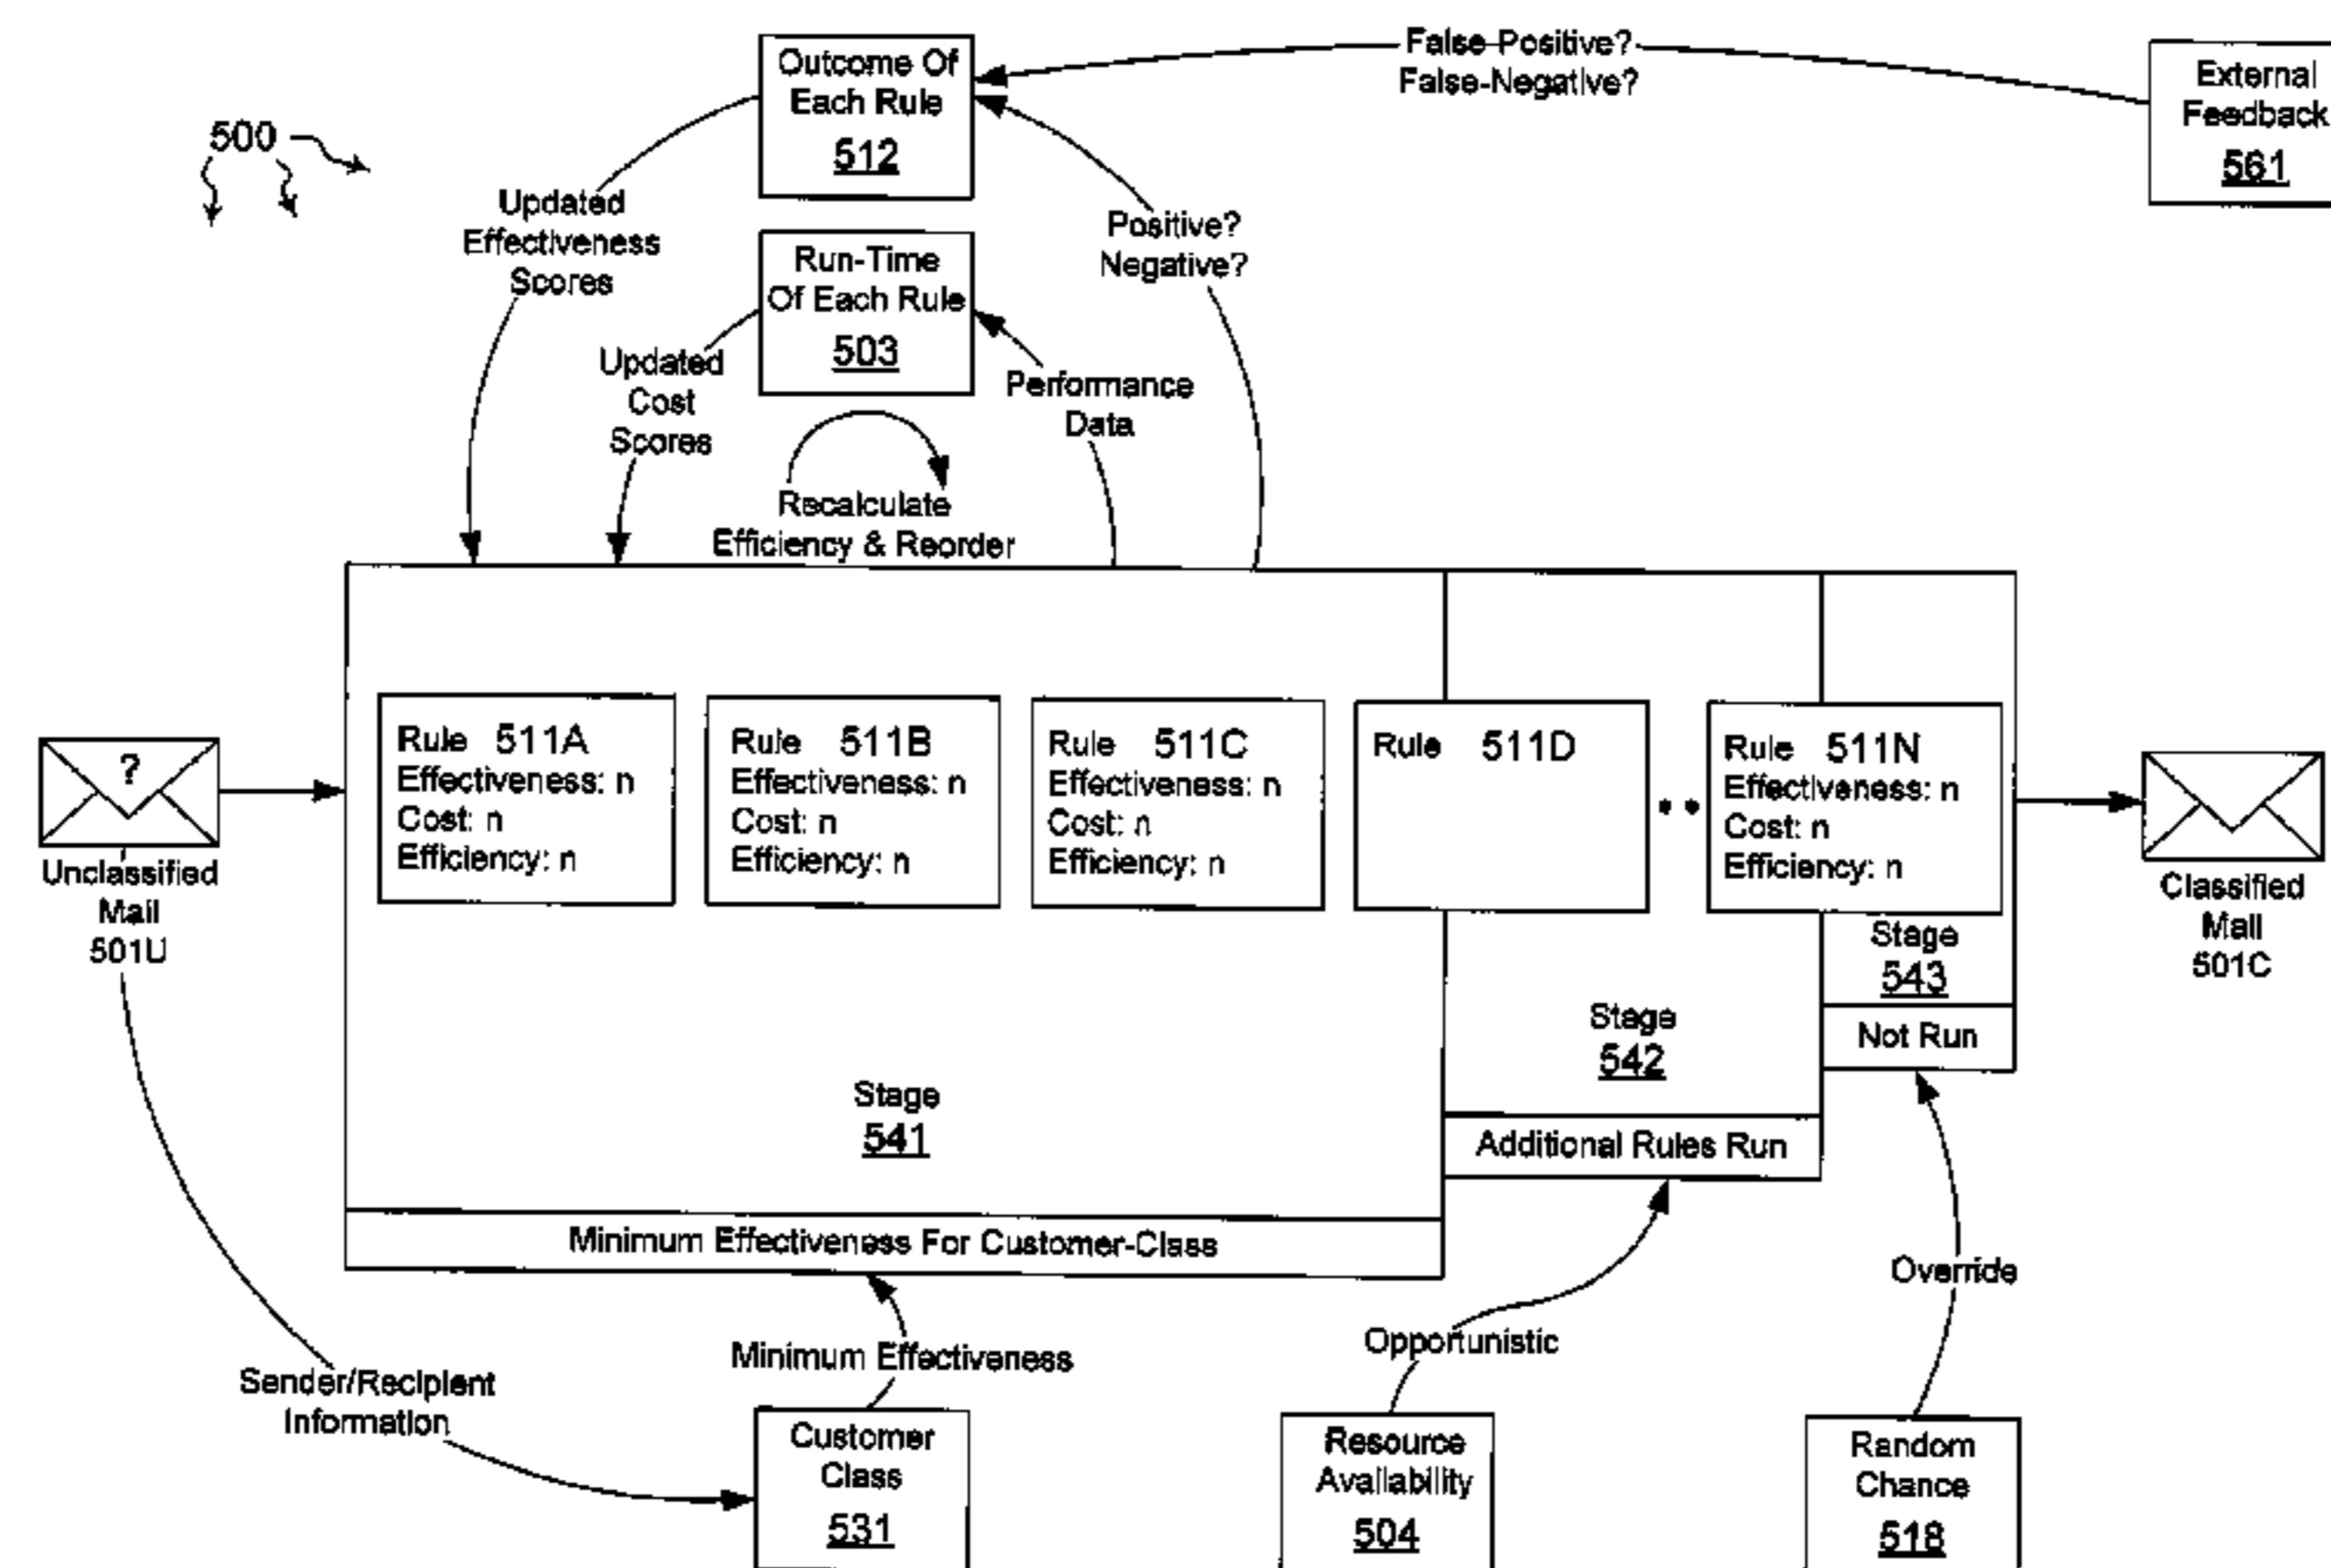 Outcome Of
Each Rule
512
False-Positive?
False-Negative?
External
Feedback
561
500
Updated
Effectiveness
Scores
Positive?
Negative?
Run-Time
Of Each Rule
503
Updated
Cost
Scores
Performance
Data
Recalculate
Efficiency & Reorder
Rule 511A
Effectiveness: n
Cost: n
Efficiency: n
Rule 511B
Effectiveness: n
Cost: n
Efficiency: n
Rule 511C
Effectiveness: n
Cost: n
Efficiency: n
Rule 511D
••
Rule 511N
Effectiveness: n
Cost: n
Efficiency: n
?
Unclassified
Mail
501U
Classified
Mail
501C
Stage
543
Not Run
Stage
542
Additional Rules Run
Stage
541
Minimum Effectiveness For Customer-Class
Override
Opportunistic
Minimum Effectiveness
Sender/Recipient
Information
Customer
Class
531
Resource
Availability
504
Random
Chance
518